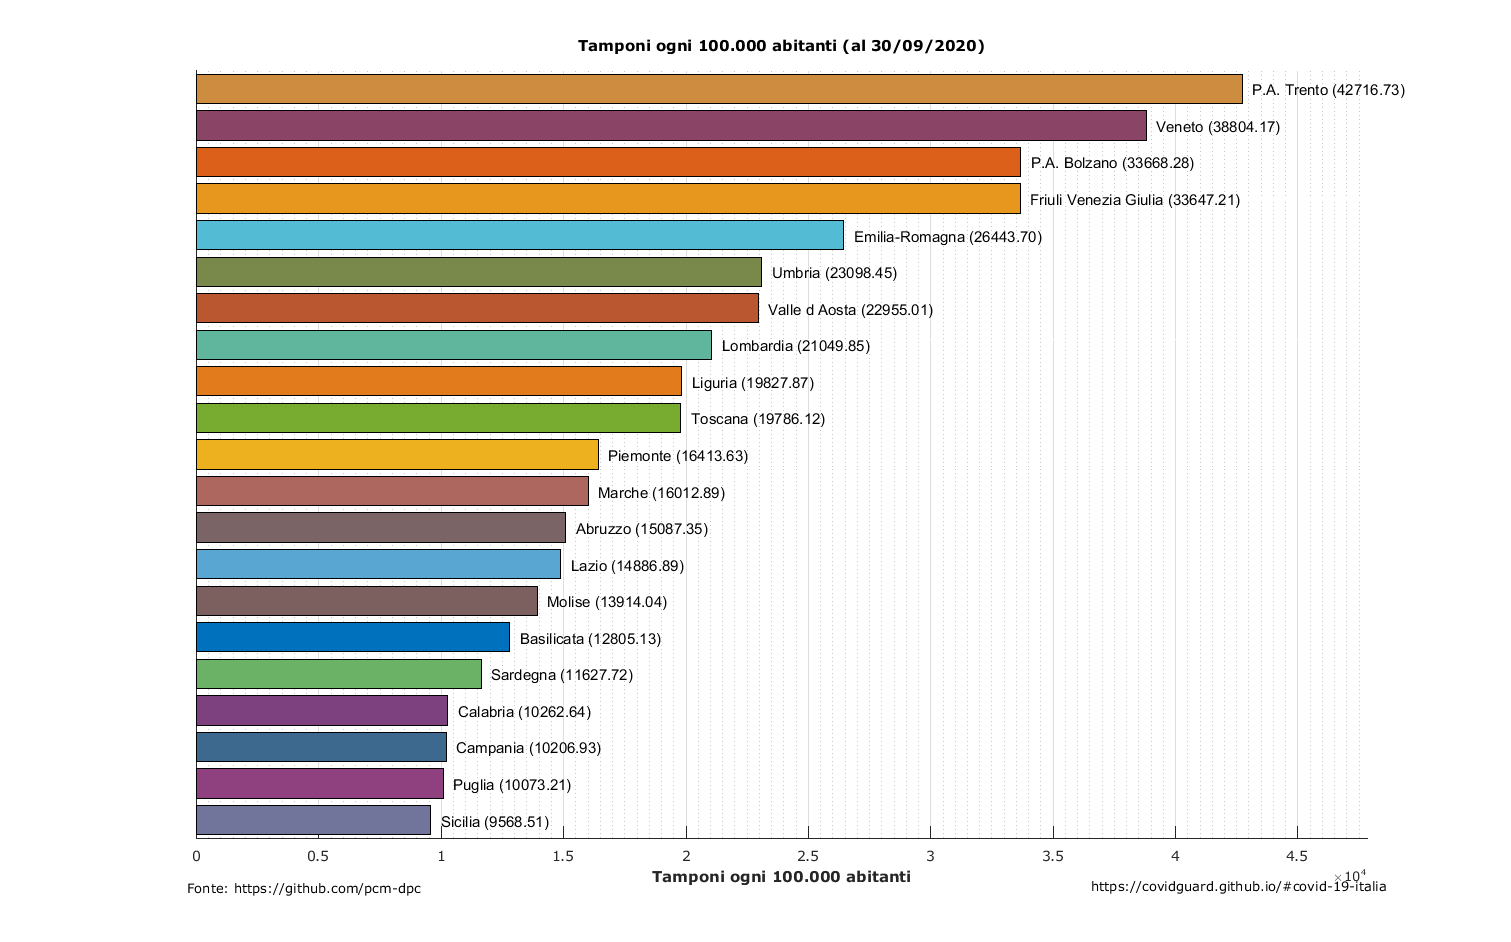 Tamponi ogni 100.000 abitanti (al 30/09/2020)
P.A. Trento (42716.73)
Veneto (38804.17)
P.A. Bolzano (33668.28)
Friuli Venezia Giulia (33647.21)
Emilia-Romagna (26443.70)
Umbria (23098.45)
Valle d Aosta (22955.01)
Lombardia (21049.85)
Liguria (19827.87)
Toscana (19786.12)
Piemonte (16413.63)
Marche (16012.89)
Abruzzo (15087.35)
Lazio (14886.89)
Molise (13914.04)
Basilicata (12805.13)
Sardegna (11627.72)
Calabria (10262.64)
Campania (10206.93)
Puglia (10073.21)
Sicilia (9568.51)
0 0.5 1 1.5 2 2.5 3 3.5 4 4.5
×10⁴
Tamponi ogni 100.000 abitanti
Fonte: https://github.com/pcm-dpc
https://covidguard.github.io/#covid-19-italia